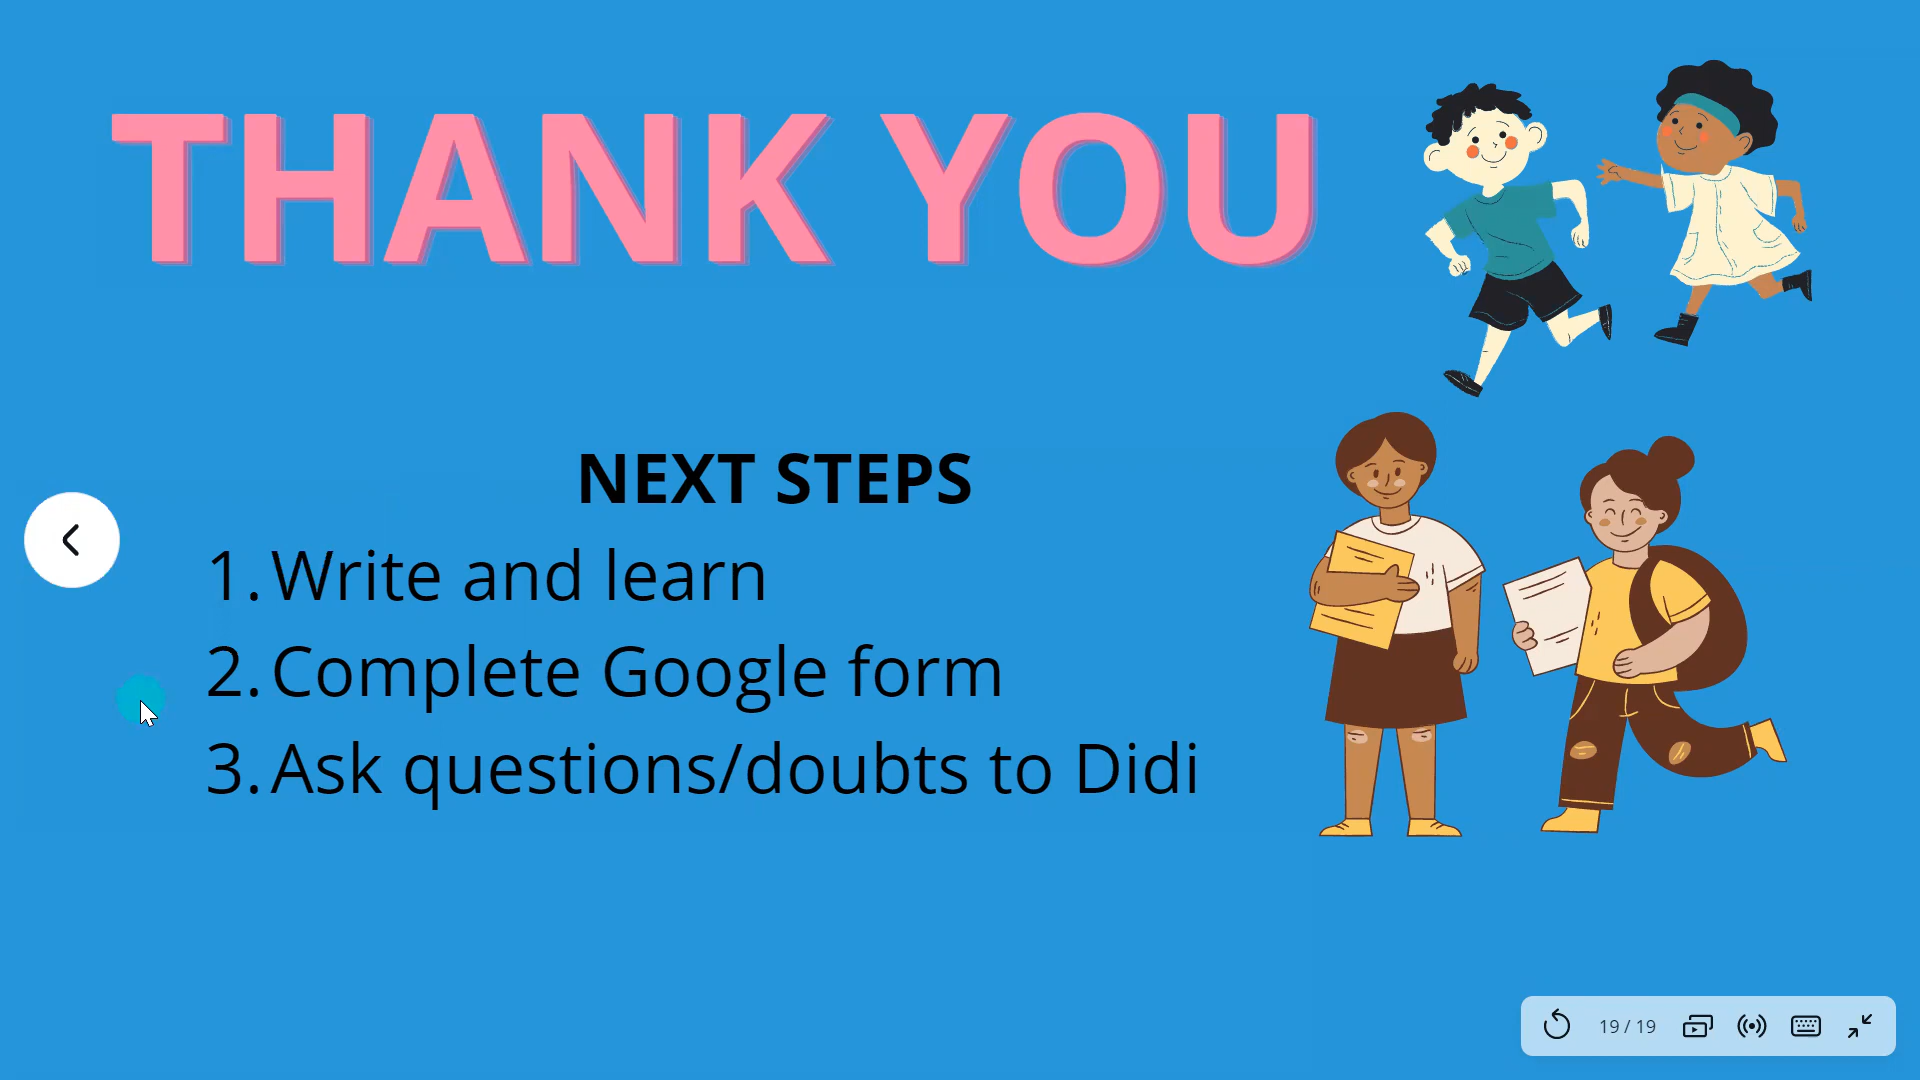 THANK YOU
NEXT STEPS
1. Write and learn
2. Complete Google form
3. Ask questions/doubts to Didi
19 / 19